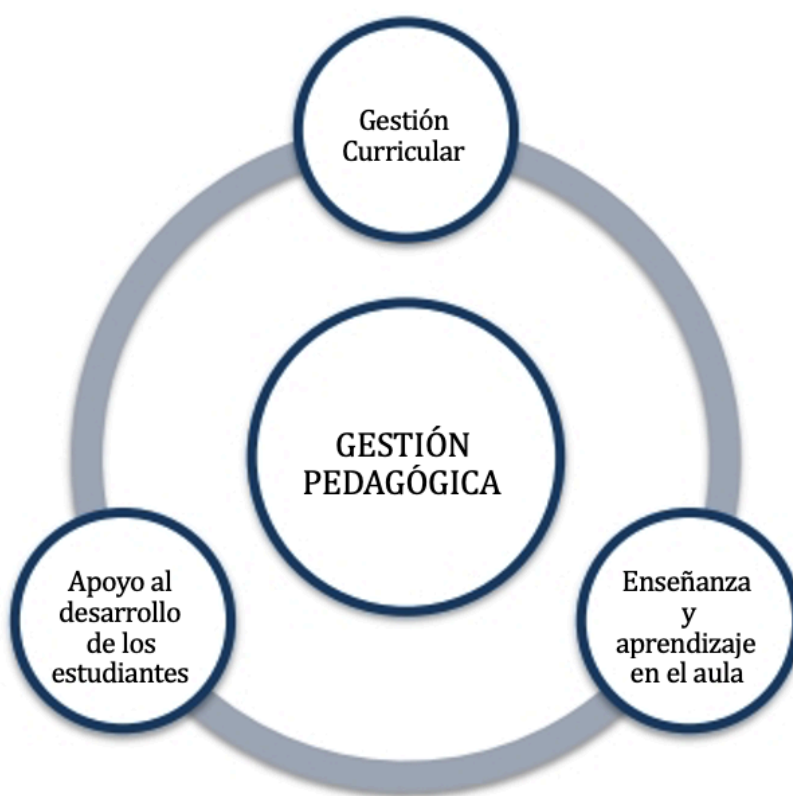 Gestión
Curricular
GESTIÓN
PEDAGÓGICA
Apoyo al
desarrollo
de los
estudiantes
Enseñanza
y
aprendizaje
en el aula